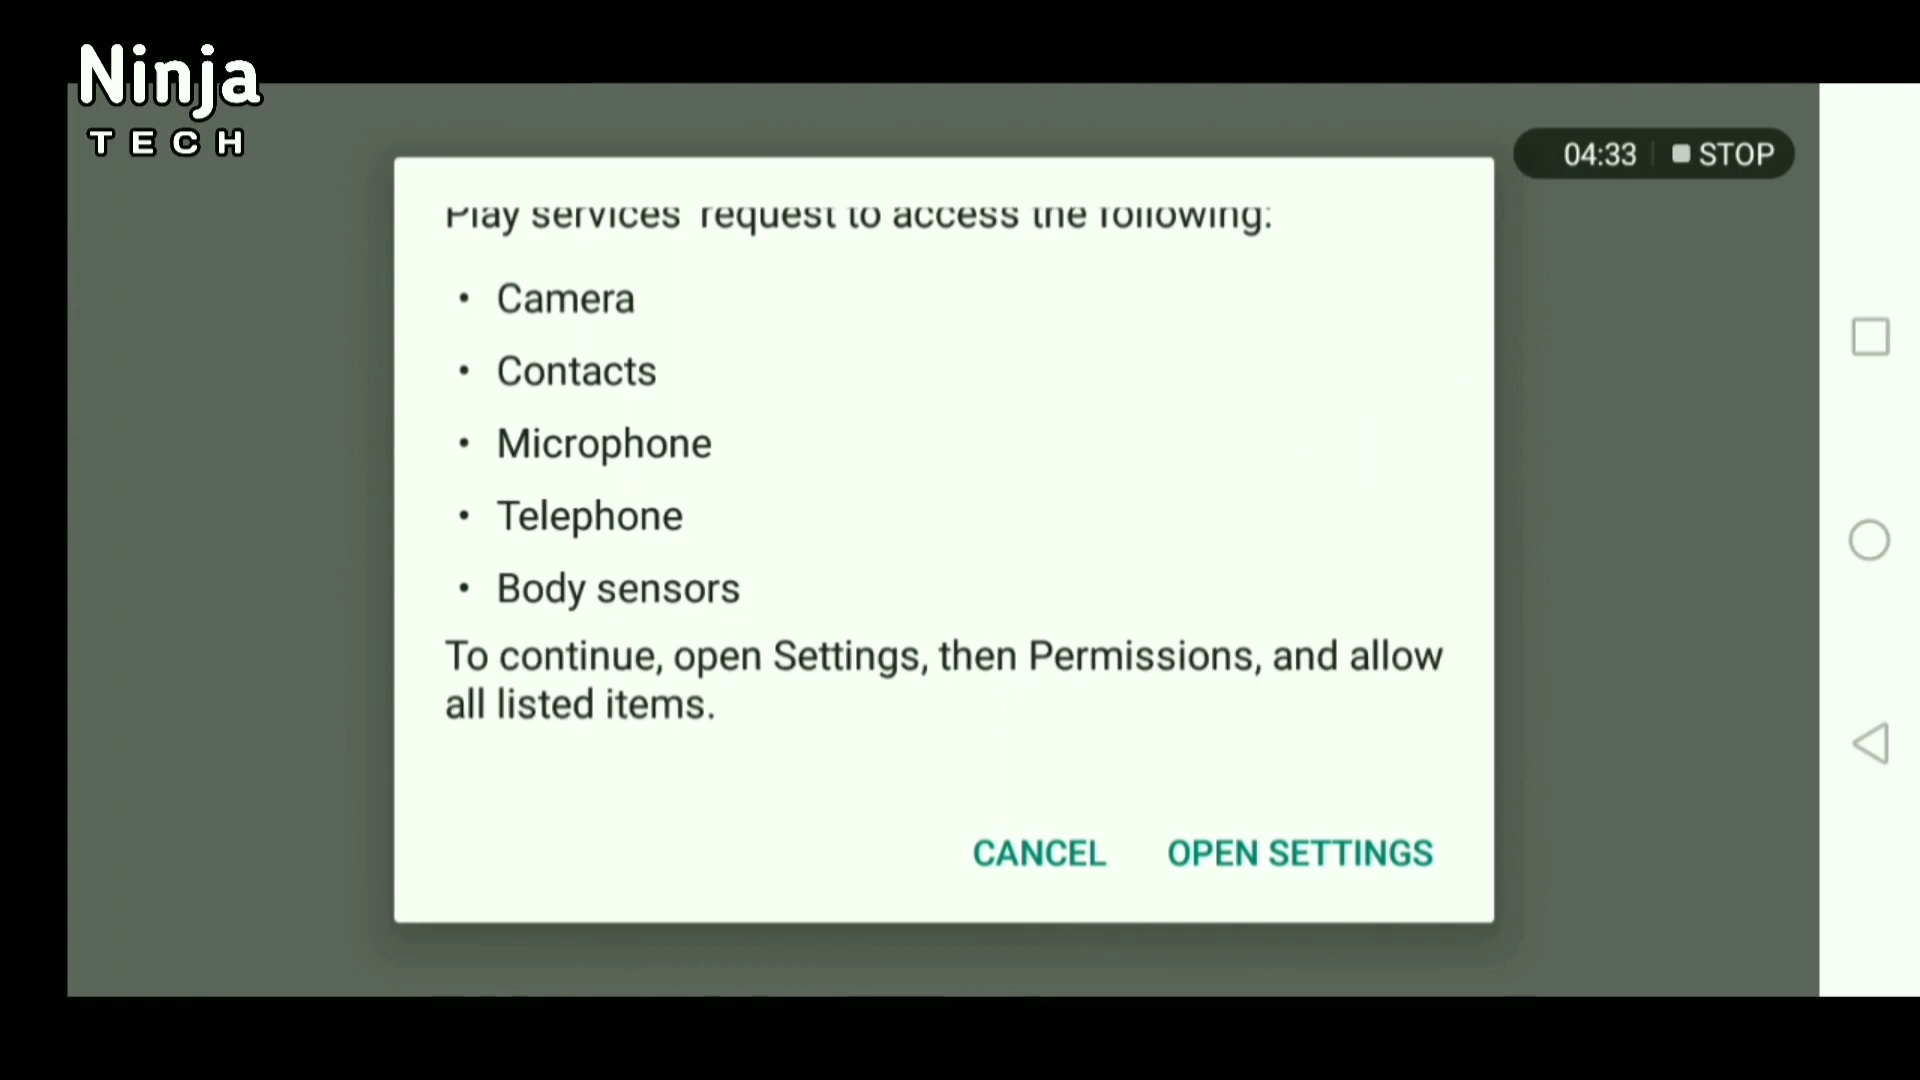 Ninja
TECH
04:33 STOP
Play services request to access the following:
• Camera
• Contacts
• Microphone
• Telephone
• Body sensors
To continue, open Settings, then Permissions, and allow
all listed items.
CANCEL OPEN SETTINGS